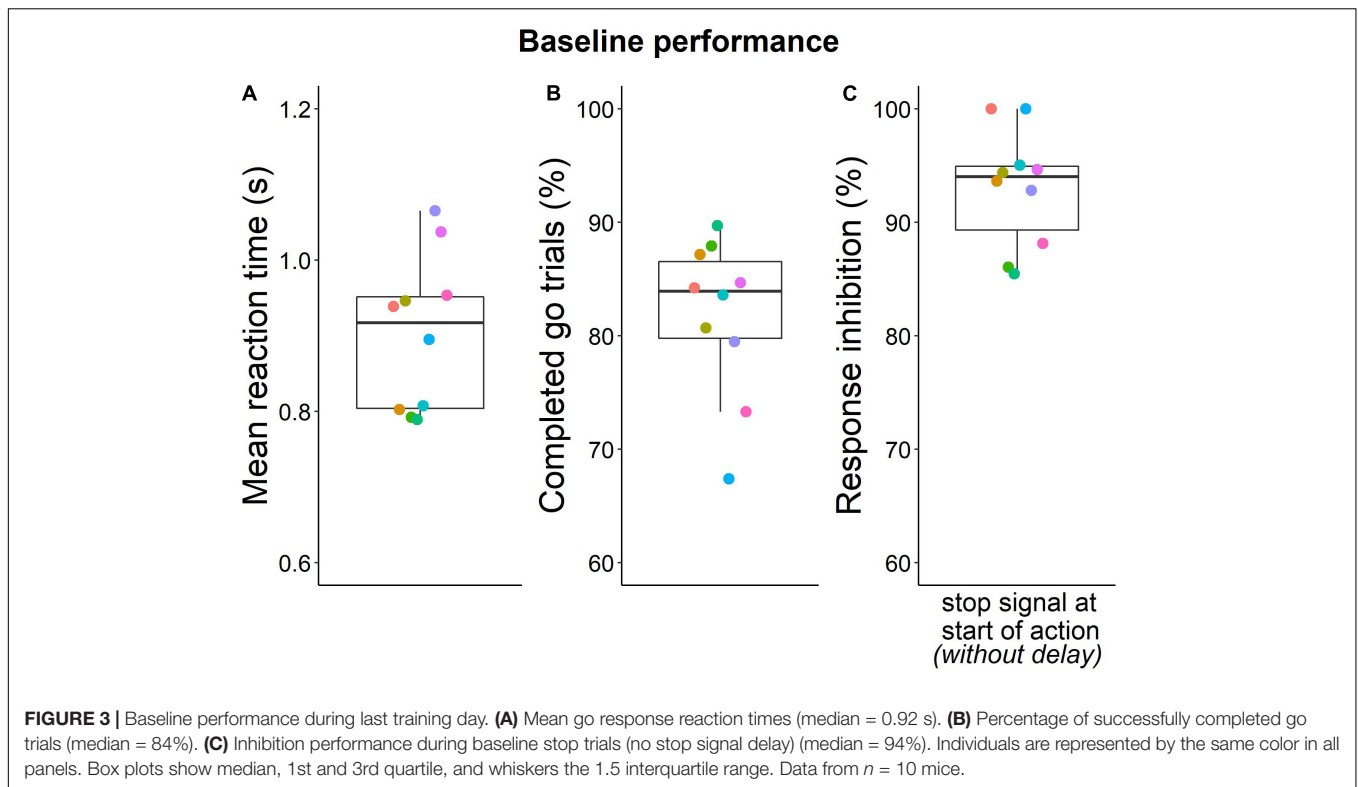 Baseline performance
A
Mean reaction time (s)
1.2
1.0
0.8
0.6
B
Completed go trials (%)
100
90
80
70
60
C
Response inhibition (%)
100
90
80
70
60
stop signal at
start of action
(without delay)
FIGURE 3 | Baseline performance during last training day. (A) Mean go response reaction times (median = 0.92 s). (B) Percentage of successfully completed go
trials (median = 84%). (C) Inhibition performance during baseline stop trials (no stop signal delay) (median = 94%). Individuals are represented by the same color in all
panels. Box plots show median, 1st and 3rd quartile, and whiskers the 1.5 interquartile range. Data from n = 10 mice.